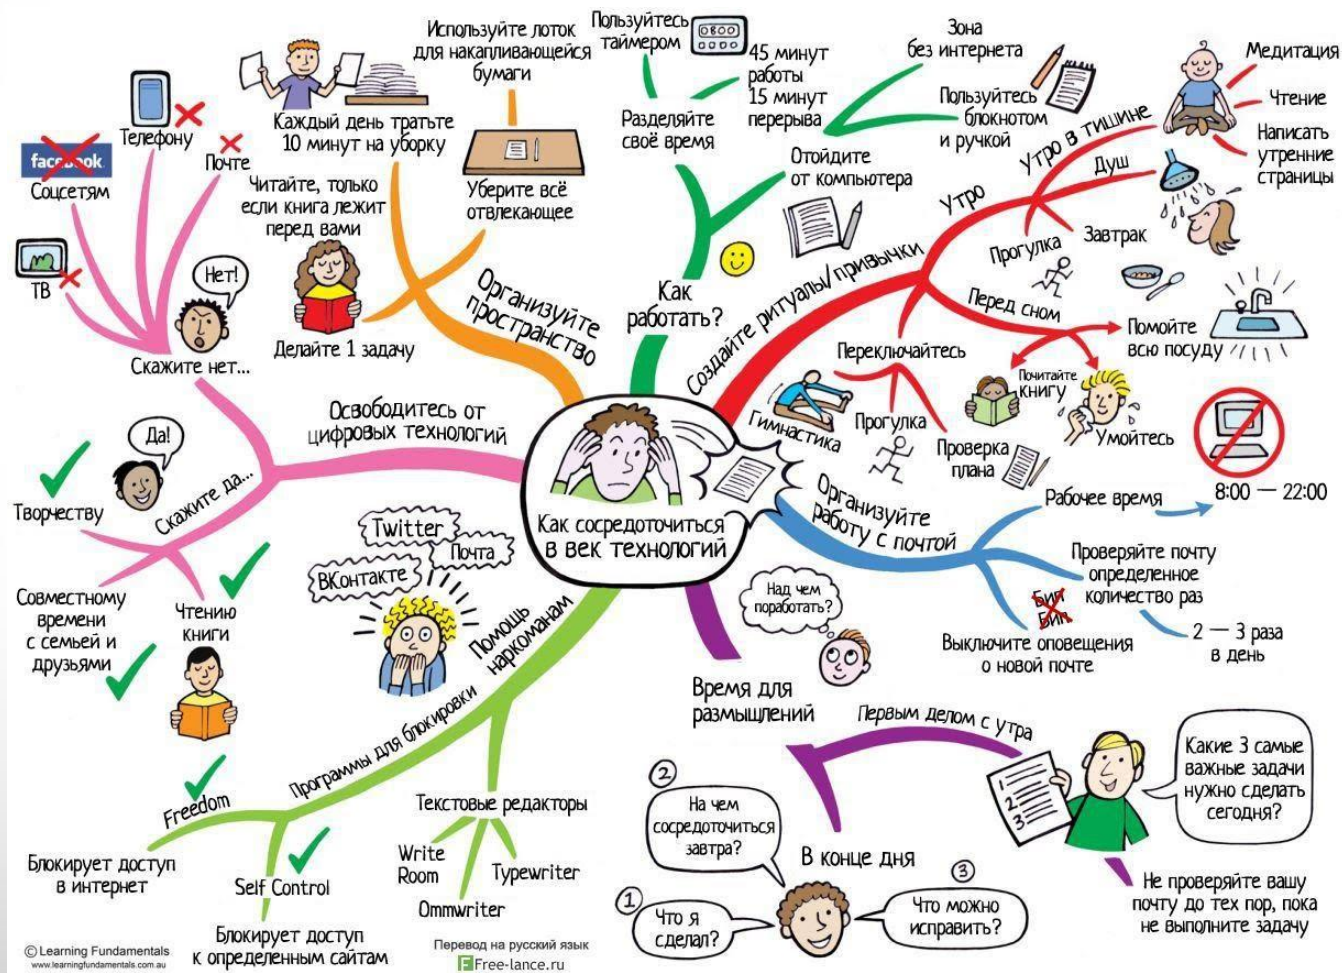 Как сосредоточиться
в век технологий
Создайте ритуалы/привычки
Утро
Утро в тишине
Медитация
Чтение
Написать
утренние
страницы
Душ
Завтрак
Прогулка
Перед сном
Помойте
всю посуду
Почитайте
книгу
Умойтесь
Переключайтесь
Гимнастика
Прогулка
Проверка
плана
Организуйте
работу с почтой
Рабочее время
8:00 — 22:00
Проверяйте почту
определенное
количество раз
2 — 3 раза
в день
Бип
Бип
Выключите оповещения
о новой почте
Время для
размышлений
Над чем
поработать?
Первым делом с утра
1
2
3
Какие 3 самые
важные задачи
нужно сделать
сегодня?
Не проверяйте вашу
почту до тех пор, пока
не выполните задачу
В конце дня
1
Что я
сделал?
2
На чем
сосредоточиться
завтра?
3
Что можно
исправить?
Помощь
наркоманам
Twitter
Почта
ВКонтакте
Программы для блокировки
Freedom
Блокирует доступ
в интернет
Self Control
Блокирует доступ
к определенным сайтам
Текстовые редакторы
Write
Room
Ommwriter
Typewriter
Освободитесь от
цифровых технологий
Скажите да...
Да!
Творчеству
Совместному
времени
с семьей и
друзьями
Чтению
книги
Скажите нет...
Нет!
ТВ
facebook
Соцсетям
Телефону
Почте
Организуйте
пространство
Каждый день тратьте
10 минут на уборку
Используйте лоток
для накапливающейся
бумаги
Уберите всё
отвлекающее
Читайте, только
если книга лежит
перед вами
Делайте 1 задачу
Как
работать?
Разделяйте
своё время
Пользуйтесь
таймером
0800
45 минут
работы
15 минут
перерыва
Отойдите
от компьютера
Зона
без интернета
Пользуйтесь
блокнотом
и ручкой
© Learning Fundamentals
www.learningfundamentals.com.au
Перевод на русский язык
F Free-lance.ru